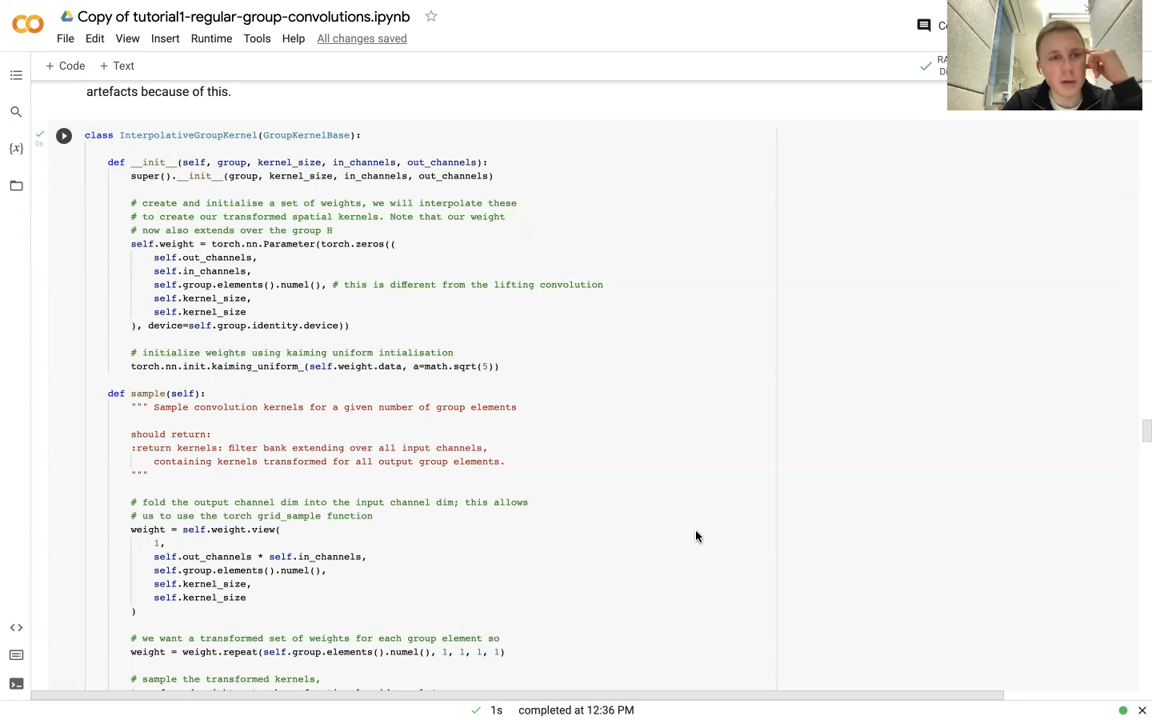 Copy of tutorial1-regular-group-convolutions.ipynb
File Edit View Insert Runtime Tools Help All changes saved
+ Code + Text
artefacts because of this.
class InterpolativeGroupKernel(GroupKernelBase):
def __init__(self, group, kernel_size, in_channels, out_channels):
super().__init__(group, kernel_size, in_channels, out_channels)
# create and initialise a set of weights, we will interpolate these
# to create our transformed spatial kernels. Note that our weight
# now also extends over the group H
self.weight = torch.nn.Parameter(torch.zeros((
self.out_channels,
self.in_channels,
self.group.elements().numel(), # this is different from the lifting convolution
self.kernel_size,
self.kernel_size
), device=self.group.identity.device))
# initialize weights using kaiming uniform intialisation
torch.nn.init.kaiming_uniform_(self.weight.data, a=math.sqrt(5))
def sample(self):
""" Sample convolution kernels for a given number of group elements
should return:
:return kernels: filter bank extending over all input channels,
containing kernels transformed for all output group elements.
"""
# fold the output channel dim into the input channel dim; this allows
# us to use the torch grid_sample function
weight = self.weight.view(
1,
self.out_channels * self.in_channels,
self.group.elements().numel(),
self.kernel_size,
self.kernel_size
)
# we want a transformed set of weights for each group element so
weight = weight.repeat(self.group.elements().numel(), 1, 1, 1, 1)
# sample the transformed kernels,
1s completed at 12:36 PM